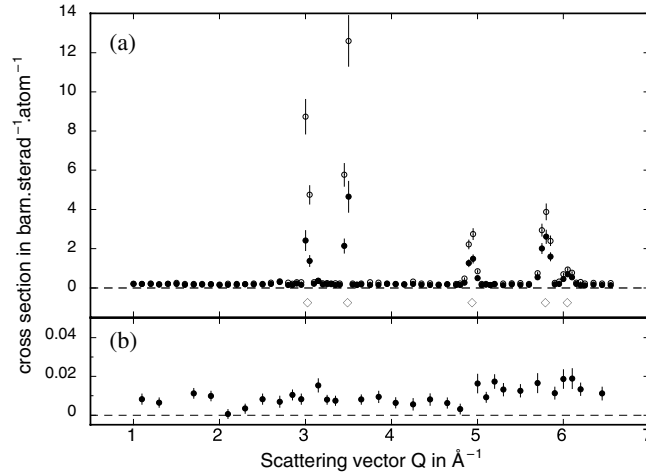 14
(a)
12
10
8
6
4
2
0
cross section in barn.sterad⁻¹.atom⁻¹
0.04
(b)
0.02
0
1 2 3 4 5 6 7
Scattering vector Q in Å⁻¹